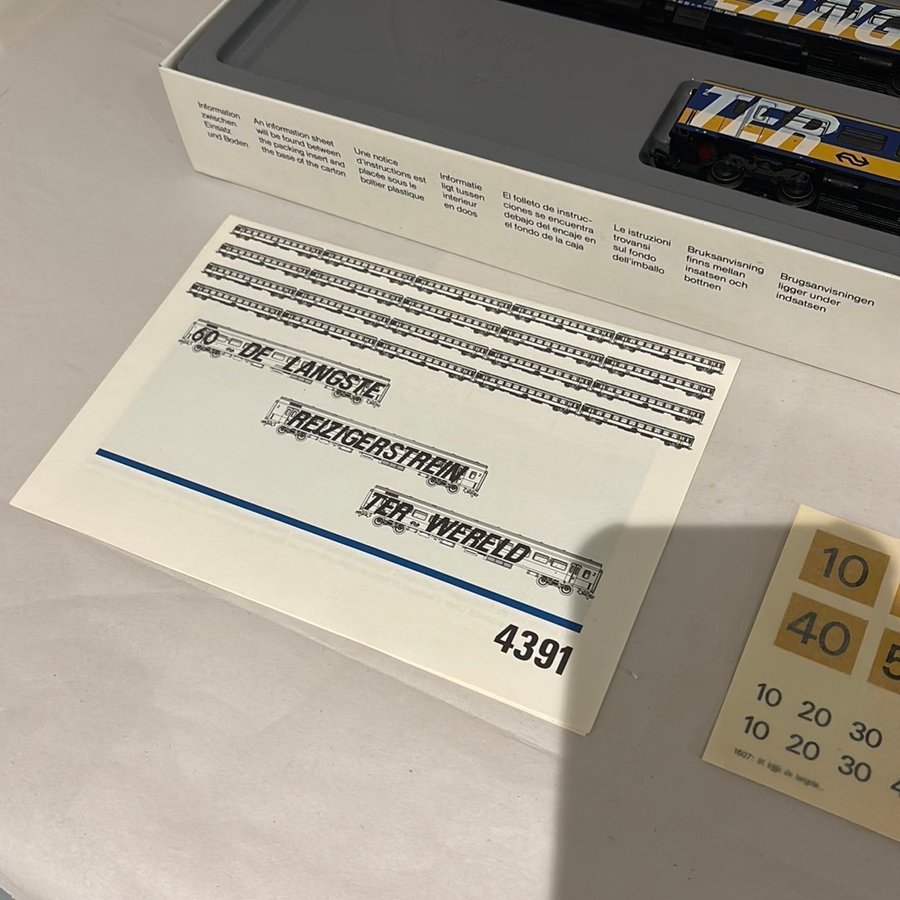 LANG
TER
Information
zwischen
Einsatz
und Boden
An information sheet
will be found between
the packing insert and
the base of the carton
Une notice
d'instructions est
placée sous le
boîtier plastique
Informatie
ligt tussen
interieur
en doos
El folleto de instruc-
ciones se encuentra
debajo del encaje en
el fondo de la caja
Le istruzioni
trovansi
sul fondo
dell'imballo
Bruksanvisning
finns mellan
insatsen och
bottnen
Brugsanvisningen
ligger under
indsatsen
60 DE LANGSTE
REIZIGERSTREIN
TER WERELD
4391
10
40 5
10 20 30
10 20 30 4